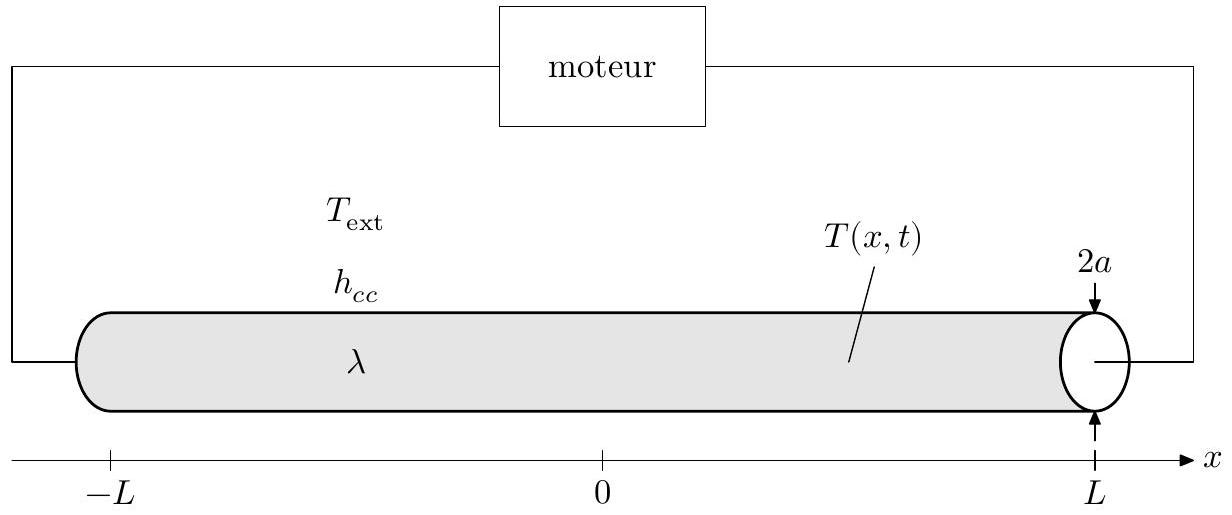 moteur
T_ext
T(x, t)
2a
h_cc
λ
x
−L
0
L